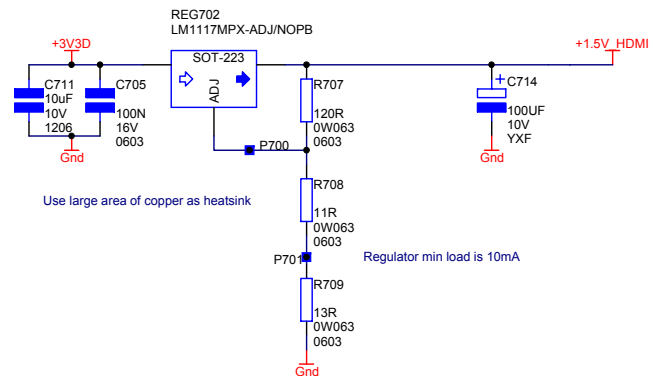 REG702
LM1117MPX-ADJ/NOPB
+3V3D
SOT-223
ADJ
+1.5V_HDMI
C711
10uF
10V
1206
C705
100N
16V
0603
Gnd
R707
120R
0W063
0603
P700
C714
100UF
10V
YXF
Gnd
+
Use large area of copper as heatsink
R708
11R
0W063
0603
P701
Regulator min load is 10mA
R709
13R
0W063
0603
Gnd